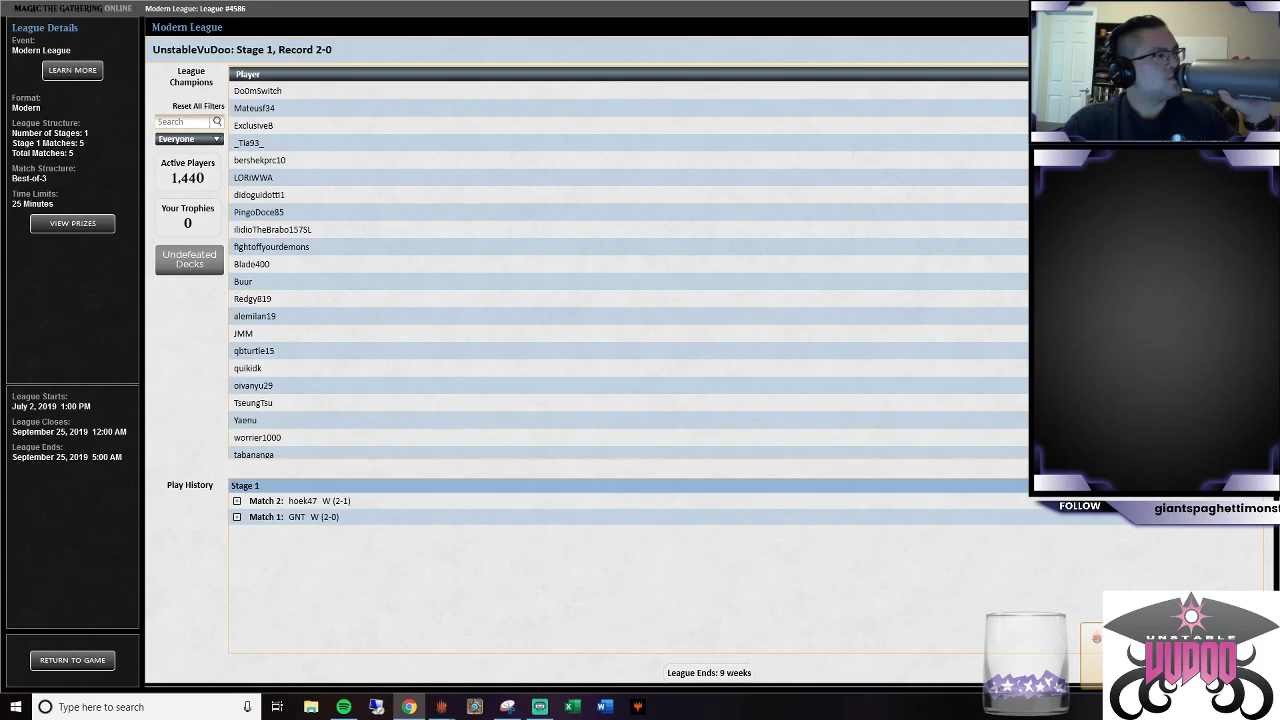 MAGIC THE GATHERING ONLINE
Modern League: League #4586
League Details
Event:
Modern League
LEARN MORE
Format:
Modern
League Structure:
Number of Stages: 1
Stage 1 Matches: 5
Total Matches: 5
Match Structure:
Best-of-3
Time Limits:
25 Minutes
VIEW PRIZES
League Starts:
July 2, 2019 1:00 PM
League Closes:
September 25, 2019 12:00 AM
League Ends:
September 25, 2019 5:00 AM
RETURN TO GAME
Modern League
UnstableVuDoo: Stage 1, Record 2-0
League
Champions
Reset All Filters
Search
Everyone
Active Players
1,440
Your Trophies
0
Undefeated
Decks
Player
Do0mSwitch
Mateusf34
ExclusiveB
_Tia93_
bershekprc10
LORiWWA
didoguidotti1
PingoDoce85
ilidioTheBrabo157SL
fightoffyourdemons
Blade400
Buur
Redgy819
alemilan19
JMM
qbturtle15
quikidk
oivanyu29
TseungTsu
Yaenu
worrier1000
tabananga
Play History
Stage 1
Match 2: hoek47 W (2-1)
Match 1: GNT W (2-0)
League Ends: 9 weeks
FOLLOW
giantspaghettimonst
UNSTABLE
VUDOO
Type here to search